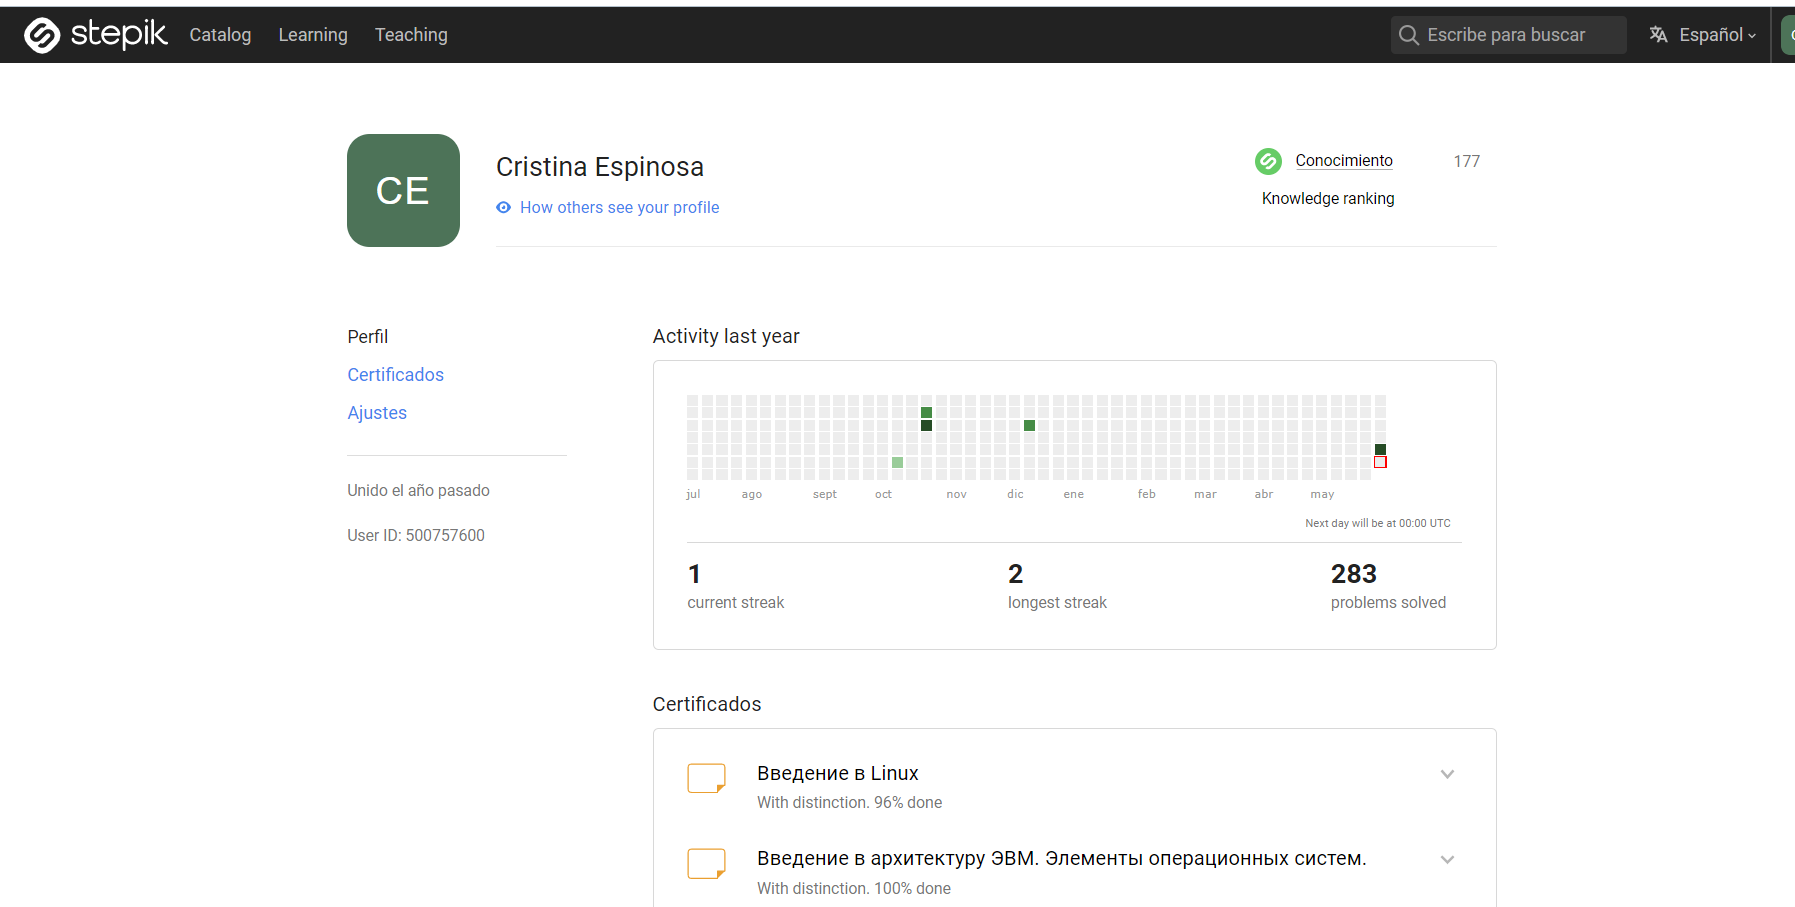 stepik Catalog Learning Teaching Escribe para buscar Español
CE
Cristina Espinosa
How others see your profile
Conocimiento 177
Knowledge ranking
Perfil
Certificados
Ajustes
Unido el año pasado
User ID: 500757600
Activity last year
jul ago sept oct nov dic ene feb mar abr may
Next day will be at 00:00 UTC
1 2 283
current streak longest streak problems solved
Certificados
Введение в Linux
With distinction. 96% done
Введение в архитектуру ЭВМ. Элементы операционных систем.
With distinction. 100% done